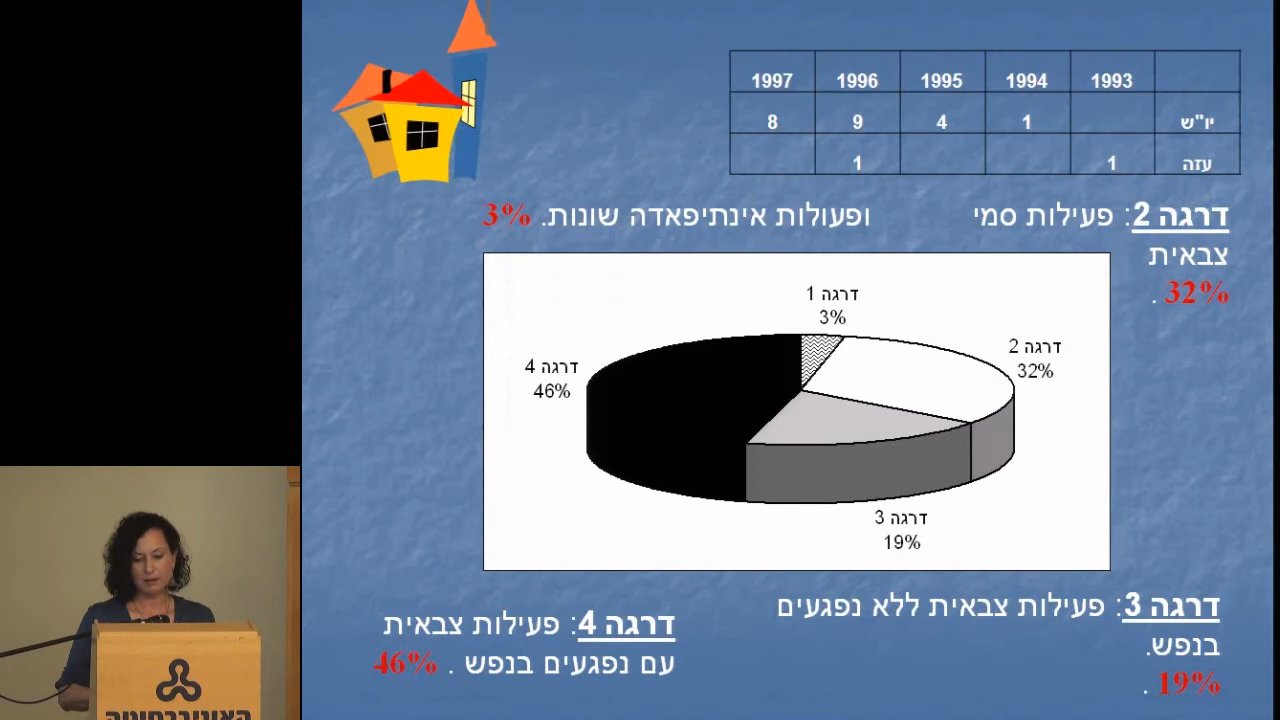 1993 1994 1995 1996 1997
יו"ש 1 4 9 8
עזה 1 1
דרגה 2: פעילות סמי
צבאית
32% .
ופעולות אינתיפאדה שונות. 3%
דרגה 1
3%
דרגה 2
32%
דרגה 4
46%
דרגה 3
19%
דרגה 3: פעילות צבאית ללא נפגעים
בנפש.
19% .
דרגה 4: פעילות צבאית
עם נפגעים בנפש . 46%
האוניברסיטה